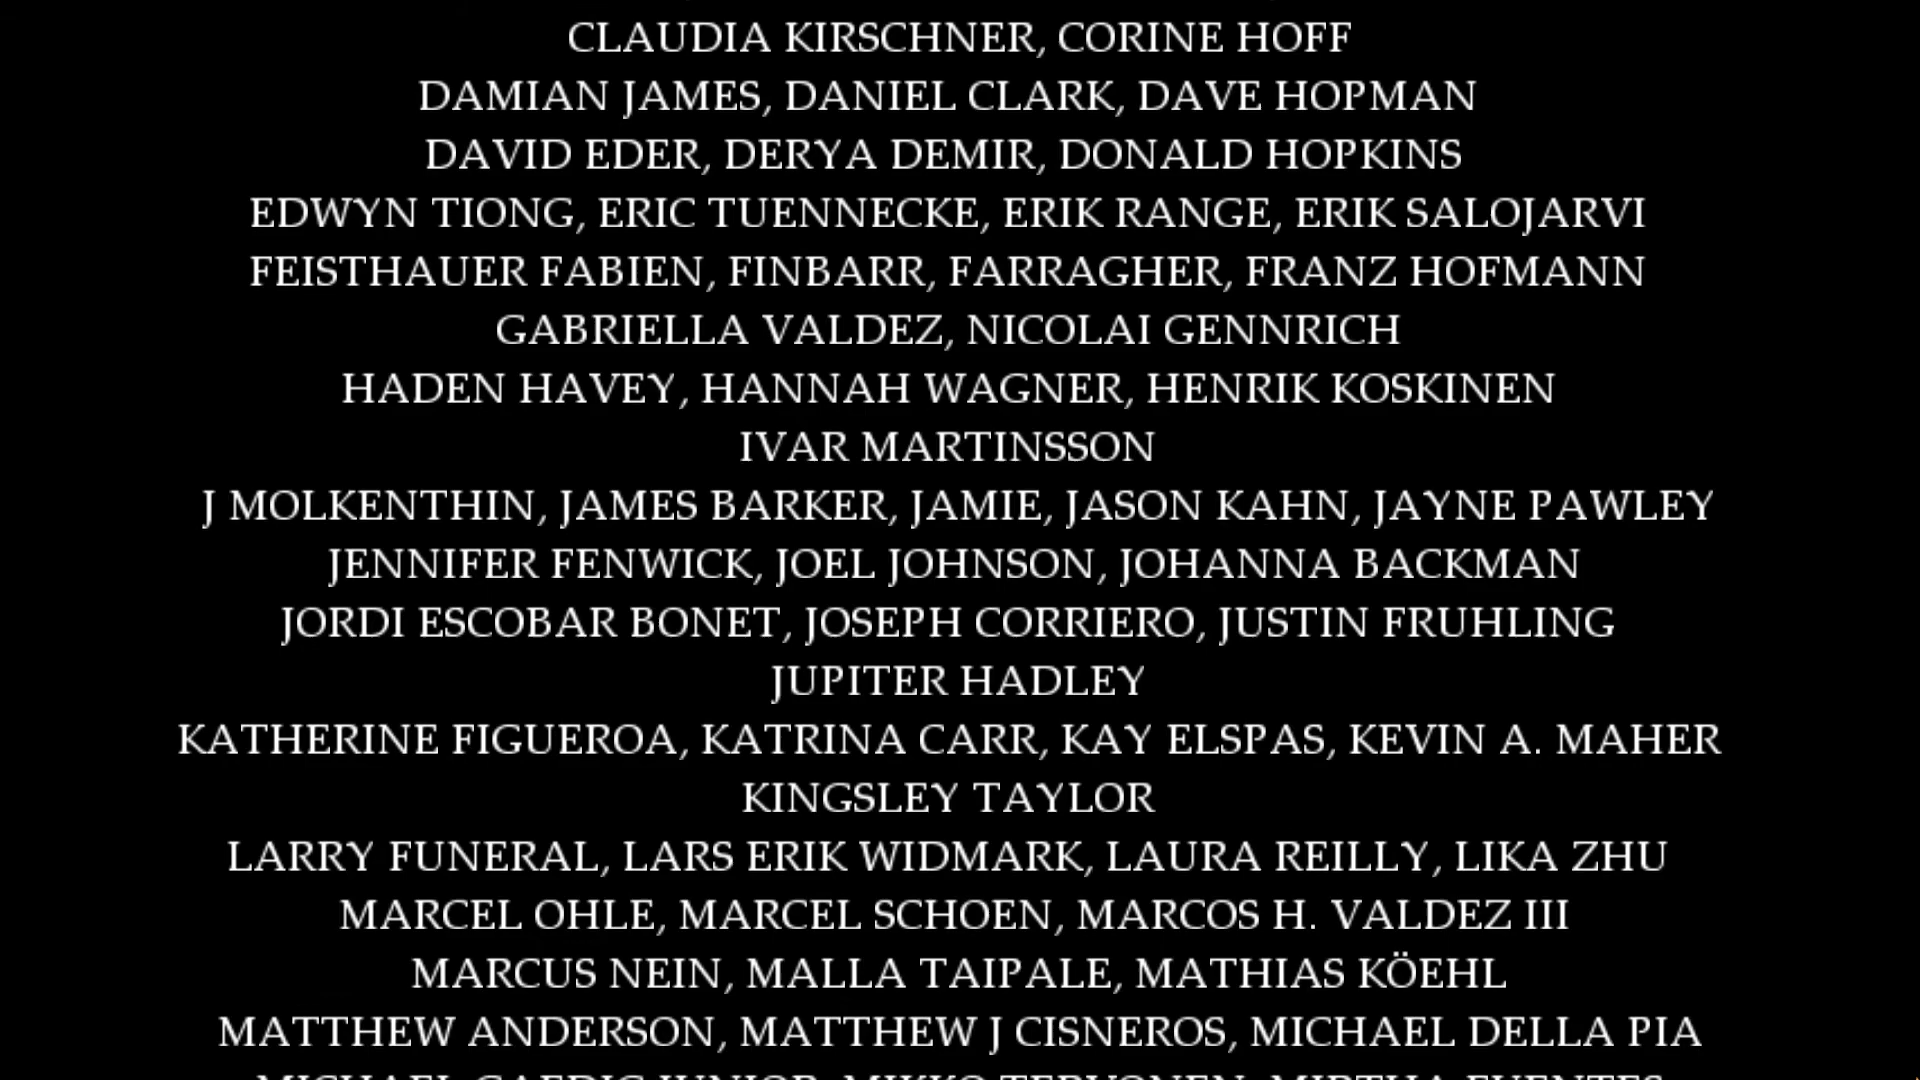 CLAUDIA KIRSCHNER, CORINE HOFF
DAMIAN JAMES, DANIEL CLARK, DAVE HOPMAN
DAVID EDER, DERYA DEMIR, DONALD HOPKINS
EDWYN TIONG, ERIC TUENNECKE, ERIK RANGE, ERIK SALOJARVI
FEISTHAUER FABIEN, FINBARR, FARRAGHER, FRANZ HOFMANN
GABRIELLA VALDEZ, NICOLAI GENNRICH
HADEN HAVEY, HANNAH WAGNER, HENRIK KOSKINEN
IVAR MARTINSSON
J MOLKENTHIN, JAMES BARKER, JAMIE, JASON KAHN, JAYNE PAWLEY
JENNIFER FENWICK, JOEL JOHNSON, JOHANNA BACKMAN
JORDI ESCOBAR BONET, JOSEPH CORRIERO, JUSTIN FRUHLING
JUPITER HADLEY
KATHERINE FIGUEROA, KATRINA CARR, KAY ELSPAS, KEVIN A. MAHER
KINGSLEY TAYLOR
LARRY FUNERAL, LARS ERIK WIDMARK, LAURA REILLY, LIKA ZHU
MARCEL OHLE, MARCEL SCHOEN, MARCOS H. VALDEZ III
MARCUS NEIN, MALLA TAIPALE, MATHIAS KÖEHL
MATTHEW ANDERSON, MATTHEW J CISNEROS, MICHAEL DELLA PIA